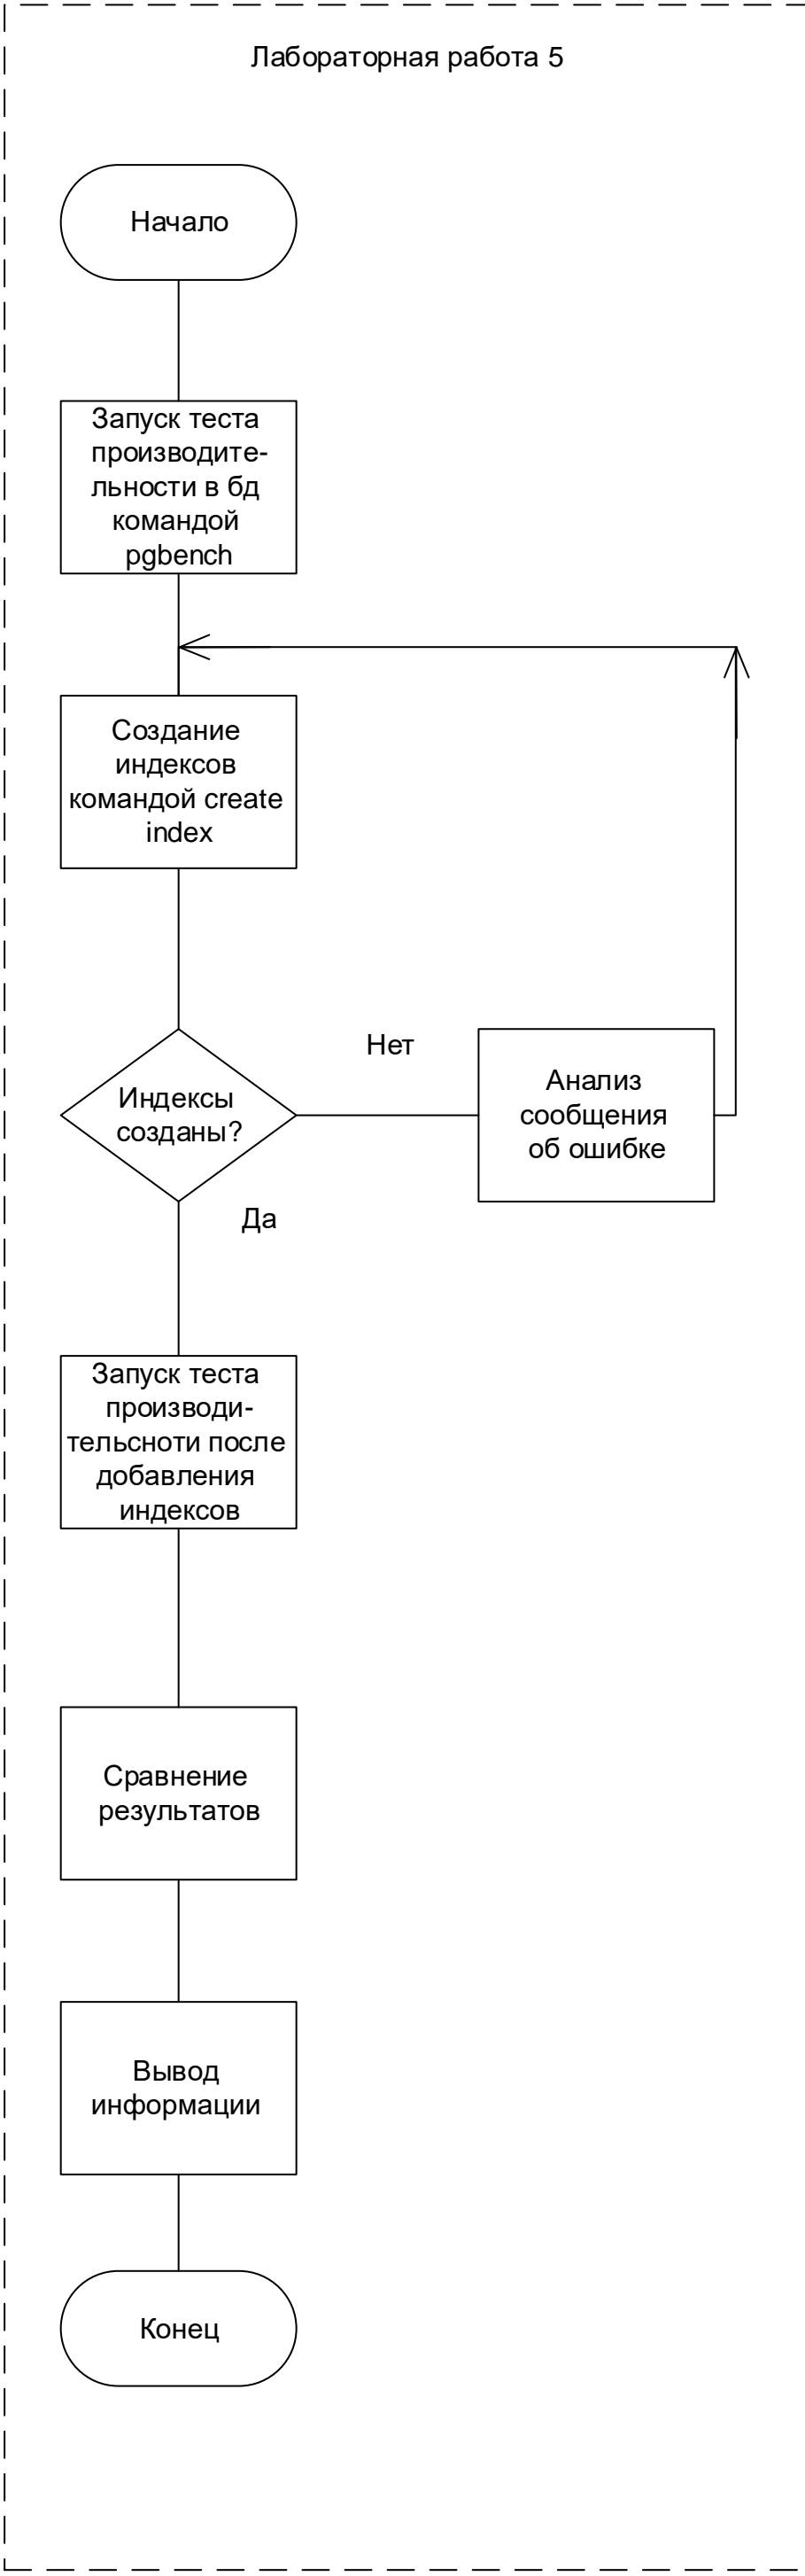 Лабораторная работа 5
Начало
Запуск теста
производите-
льности в бд
командой
pgbench
Создание
индексов
командой create
index
Индексы
созданы?
Нет
Анализ
сообщения
об ошибке
Да
Запуск теста
производи-
тельсноти после
добавления
индексов
Сравнение
результатов
Вывод
информации
Конец